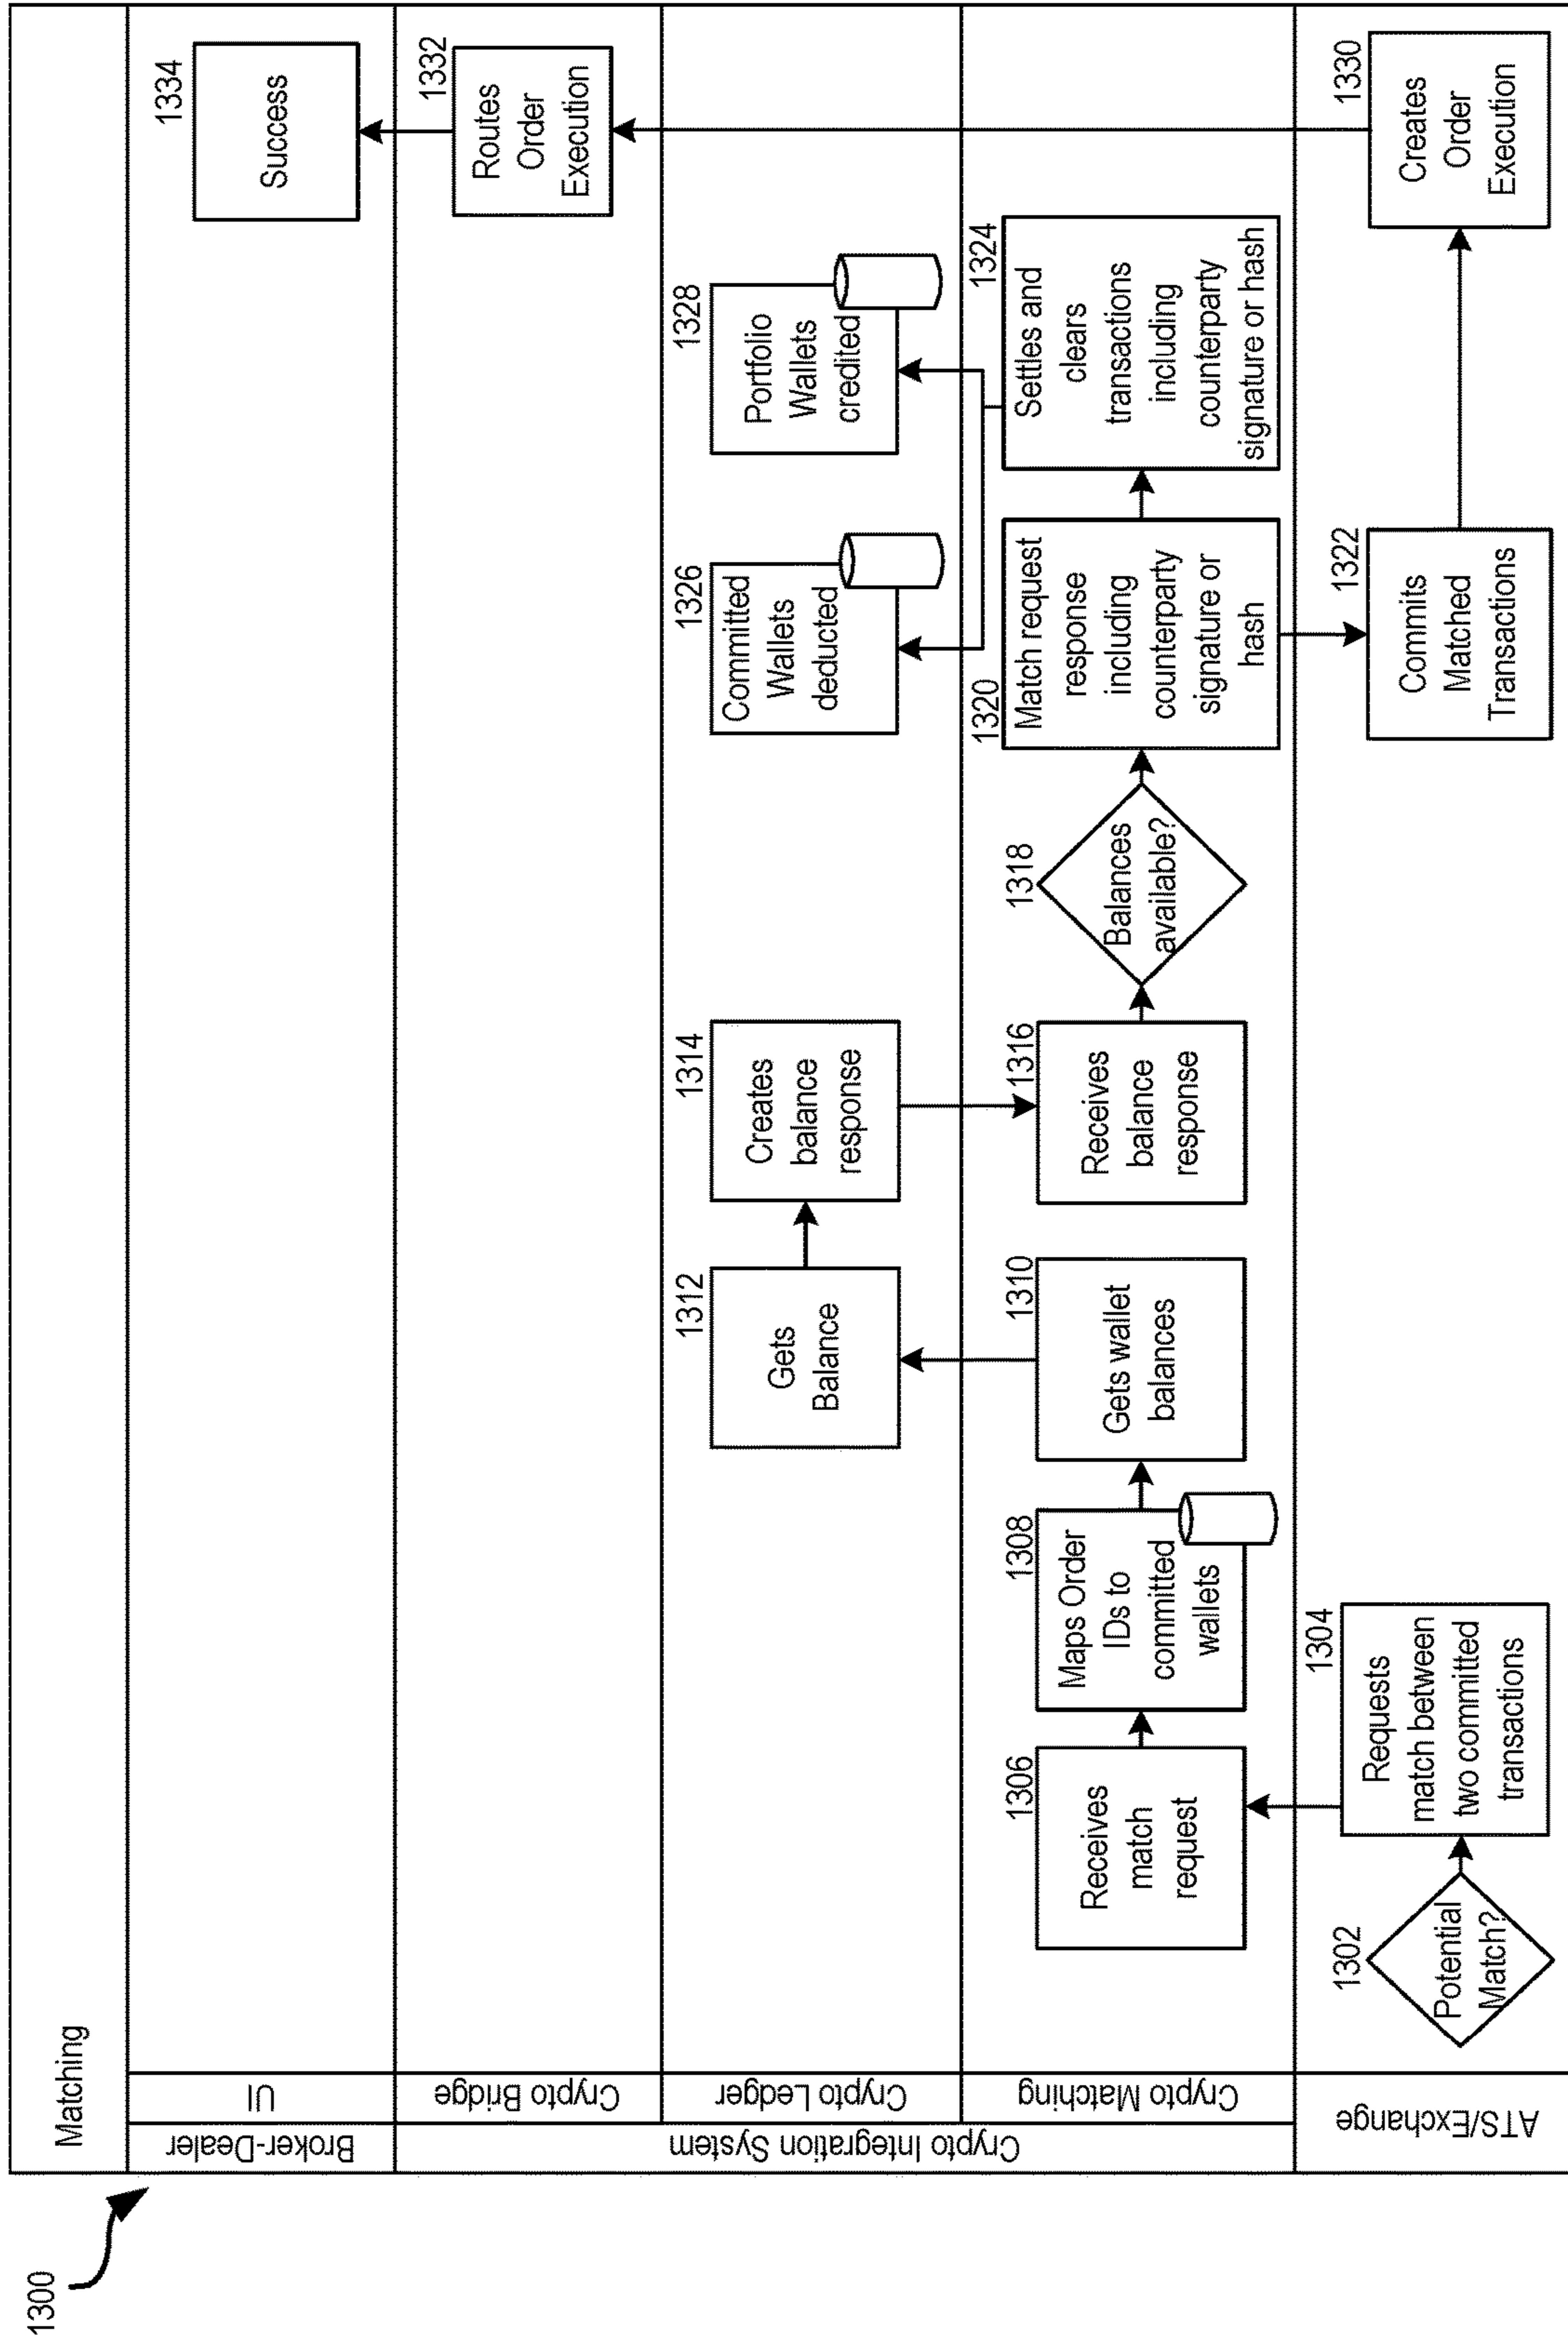 1300
Matching
Broker-Dealer
UI
1334
Success
Crypto Integration System
Crypto Bridge
1332
Routes
Order
Execution
Crypto Ledger
1312
Gets
Balance
1314
Creates
balance
response
1326
Committed
Wallets
deducted
1328
Portfolio
Wallets
credited
Crypto Matching
1306
Receives
match
request
1308
Maps Order
IDs to
committed
wallets
1310
Gets wallet
balances
1316
Receives
balance
response
1318
Balances
available?
1320
Match request
response
including
counterparty
signature or
hash
1324
Settles and
clears
transactions
including
counterparty
signature or hash
ATS/Exchange
1302
Potential
Match?
1304
Requests
match between
two committed
transactions
1322
Commits
Matched
Transactions
1330
Creates
Order
Execution